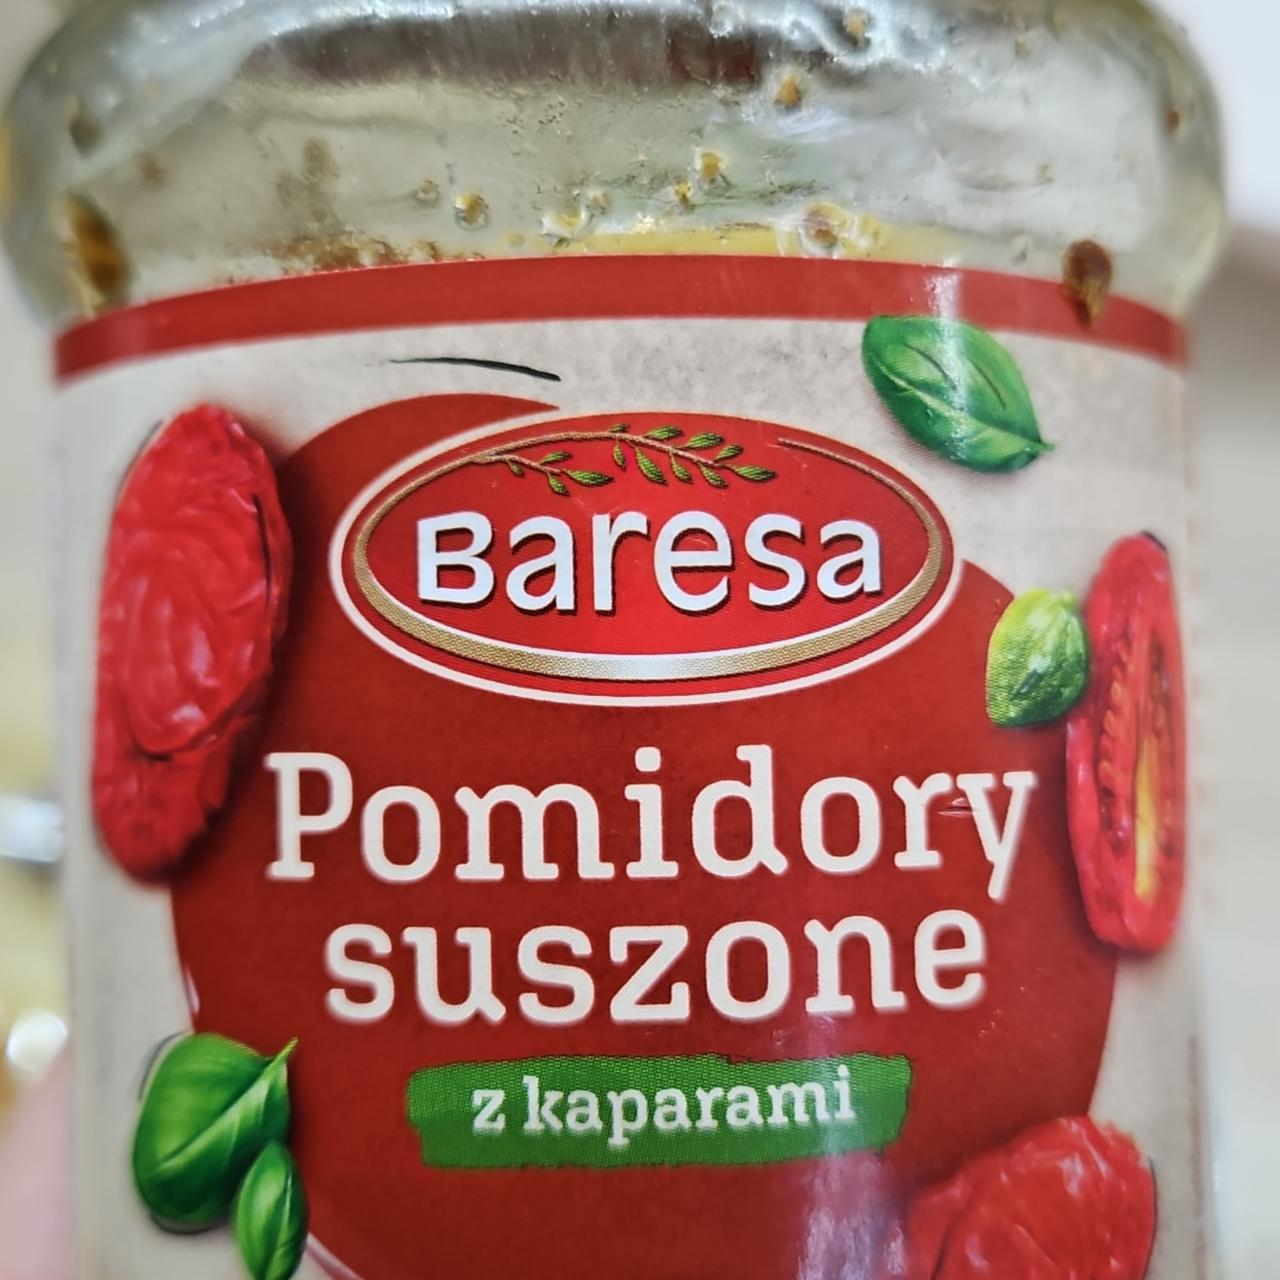 Baresa
Pomidory
suszone
z kaparami